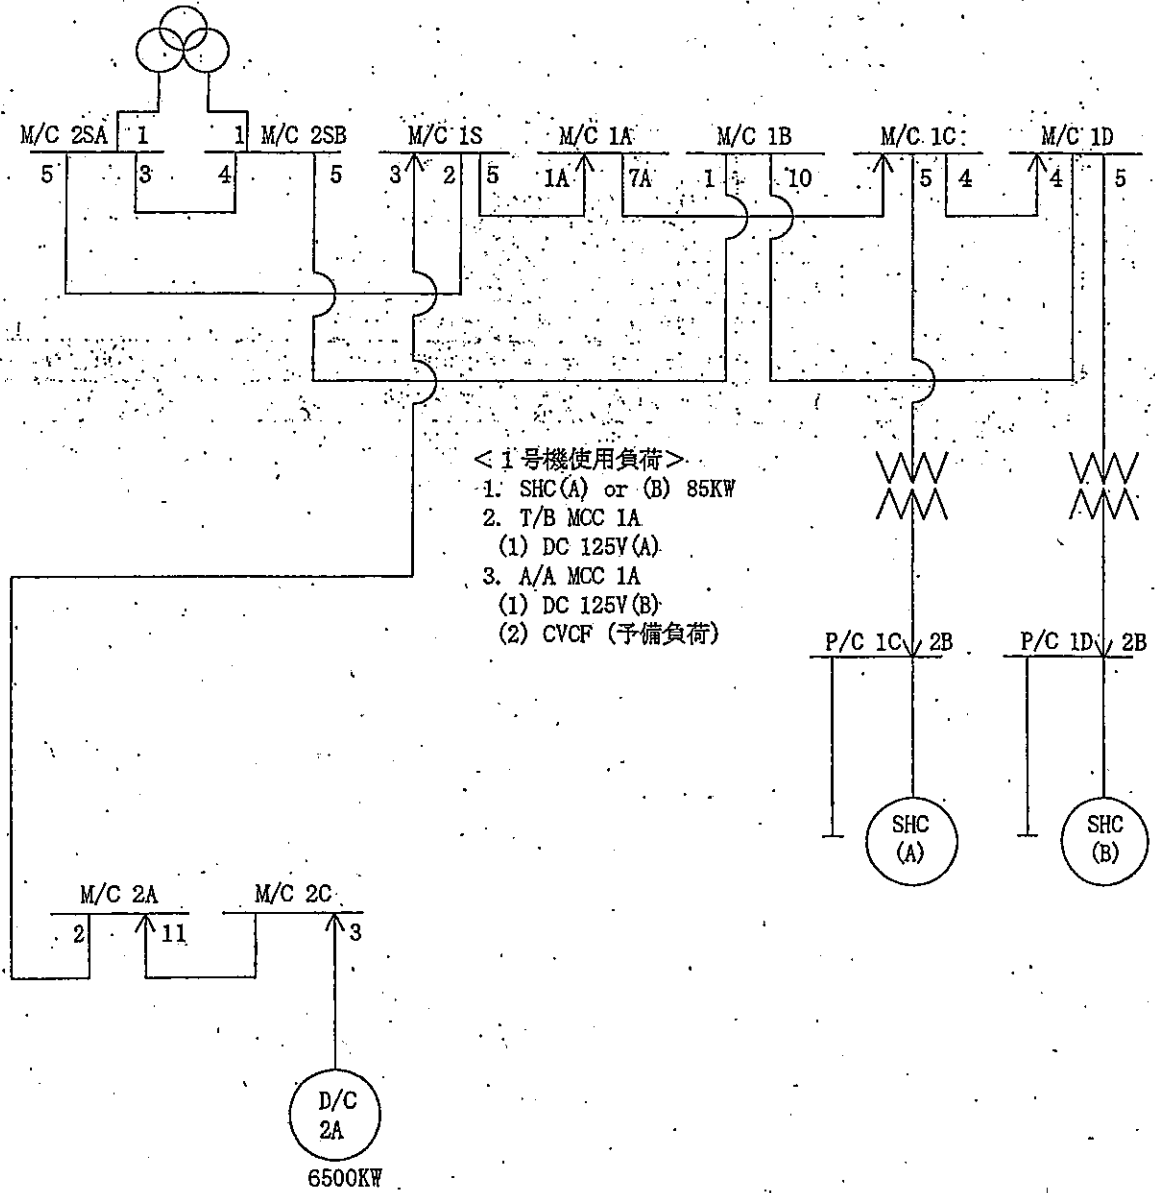 M/C 2SA 1
1 M/C 2SB
M/C 1S
M/C 1A
M/C 1B
M/C 1C
M/C 1D
5 3
4 5
3 2 5
1A 7A
1 10
5 4
4 5
<1号機使用負荷>
1. SHC(A) or (B) 85KW
2. T/B MCC 1A
(1) DC 125V(A)
3. A/A MCC 1A
(1) DC 125V(B)
(2) CVCF (予備負荷)
P/C 1C 2B
P/C 1D 2B
SHC
(A)
SHC
(B)
M/C 2A
M/C 2C
2 11
3
D/C
2A
6500KW